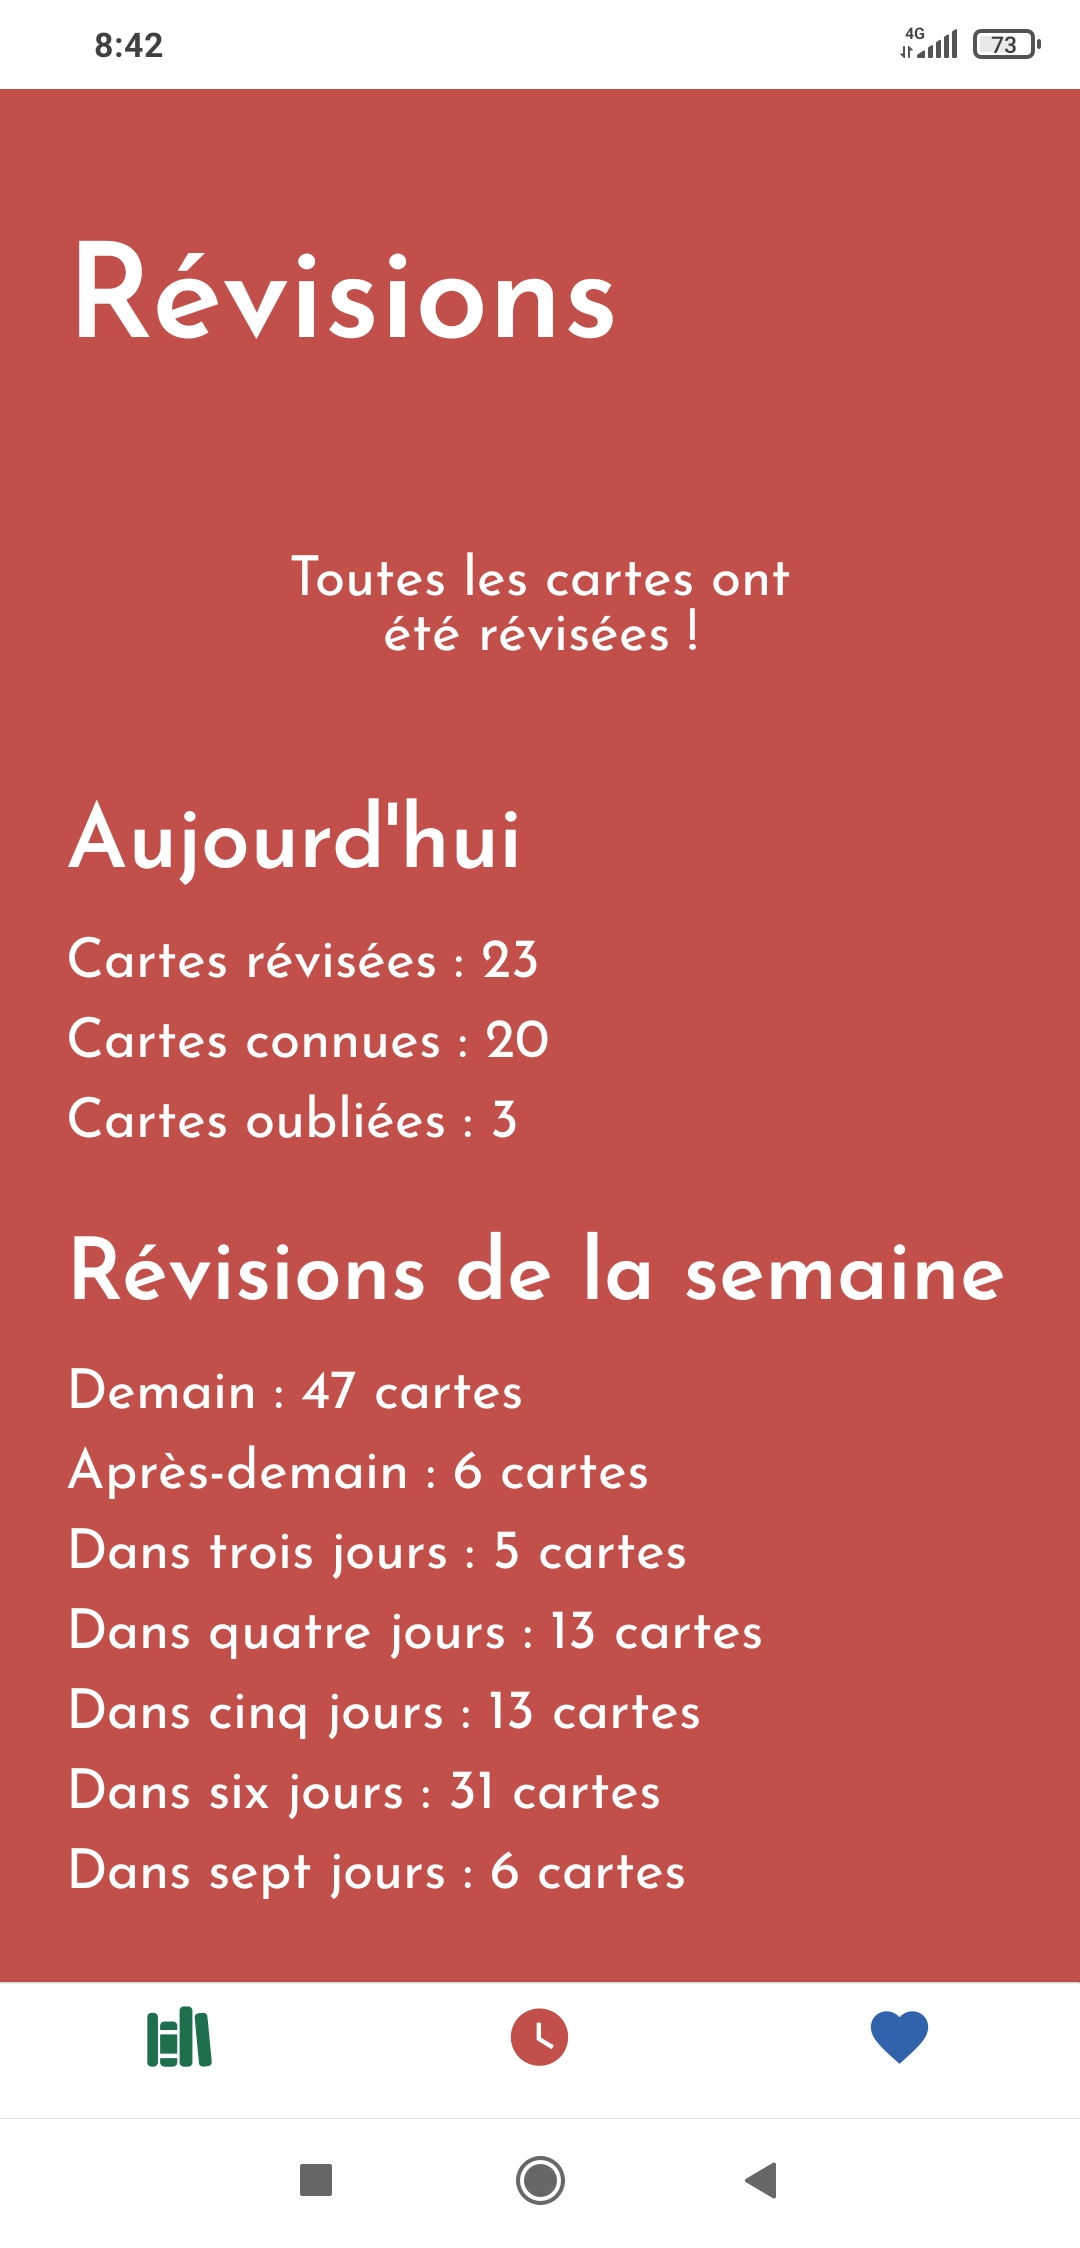 8:42
4G
73
Révisions
Toutes les cartes ont
été révisées !
Aujourd'hui
Cartes révisées : 23
Cartes connues : 20
Cartes oubliées : 3
Révisions de la semaine
Demain : 47 cartes
Après-demain : 6 cartes
Dans trois jours : 5 cartes
Dans quatre jours : 13 cartes
Dans cinq jours : 13 cartes
Dans six jours : 31 cartes
Dans sept jours : 6 cartes